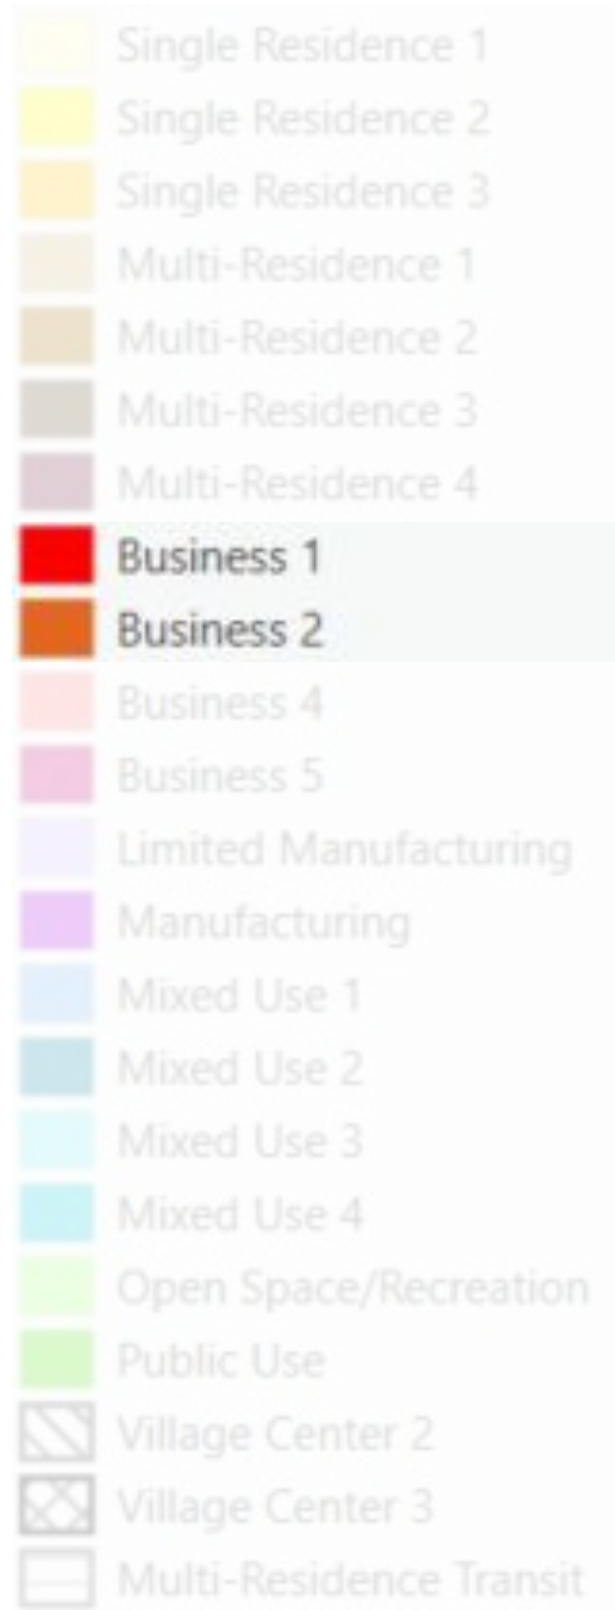 Single Residence 1
Single Residence 2
Single Residence 3
Multi-Residence 1
Multi-Residence 2
Multi-Residence 3
Multi-Residence 4
Business 1
Business 2
Business 4
Business 5
Limited Manufacturing
Manufacturing
Mixed Use 1
Mixed Use 2
Mixed Use 3
Mixed Use 4
Open Space/Recreation
Public Use
Village Center 2
Village Center 3
Multi-Residence Transit